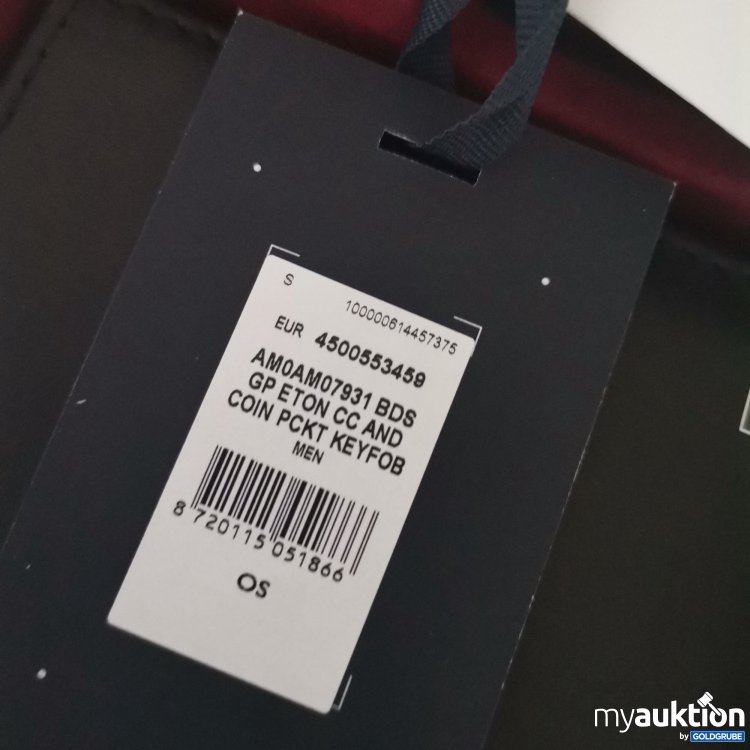 S
100000614457375
EUR 4500553459
AM0AM07931 BDS
GP ETON CC AND
COIN PCKT KEYFOB
MEN
8 720115 051866
OS
myauktion
by GOLDGRUBE